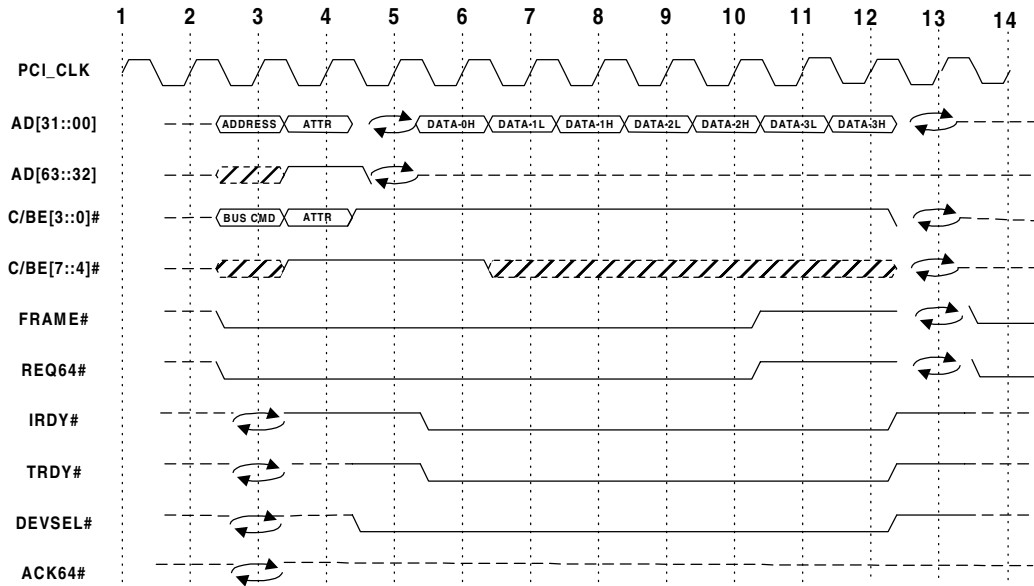 1 2 3 4 5 6 7 8 9 10 11 12 13 14
PCI_CLK
AD[31::00] ADDRESS ATTR DATA-0H DATA-1L DATA-1H DATA-2L DATA-2H DATA-3L DATA-3H
AD[63::32]
C/BE[3::0]# BUS CMD ATTR
C/BE[7::4]#
FRAME#
REQ64#
IRDY#
TRDY#
DEVSEL#
ACK64#